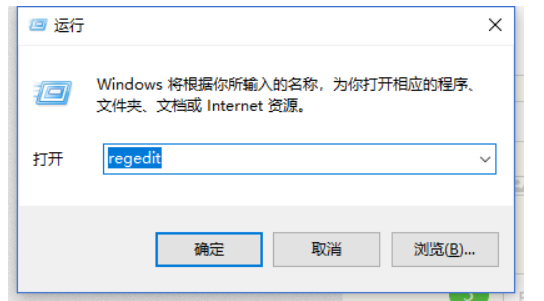 运行
Windows 将根据你所输入的名称，为你打开相应的程序、
文件夹、文档或 Internet 资源。
打开
regedit
确定 取消 浏览(B)...